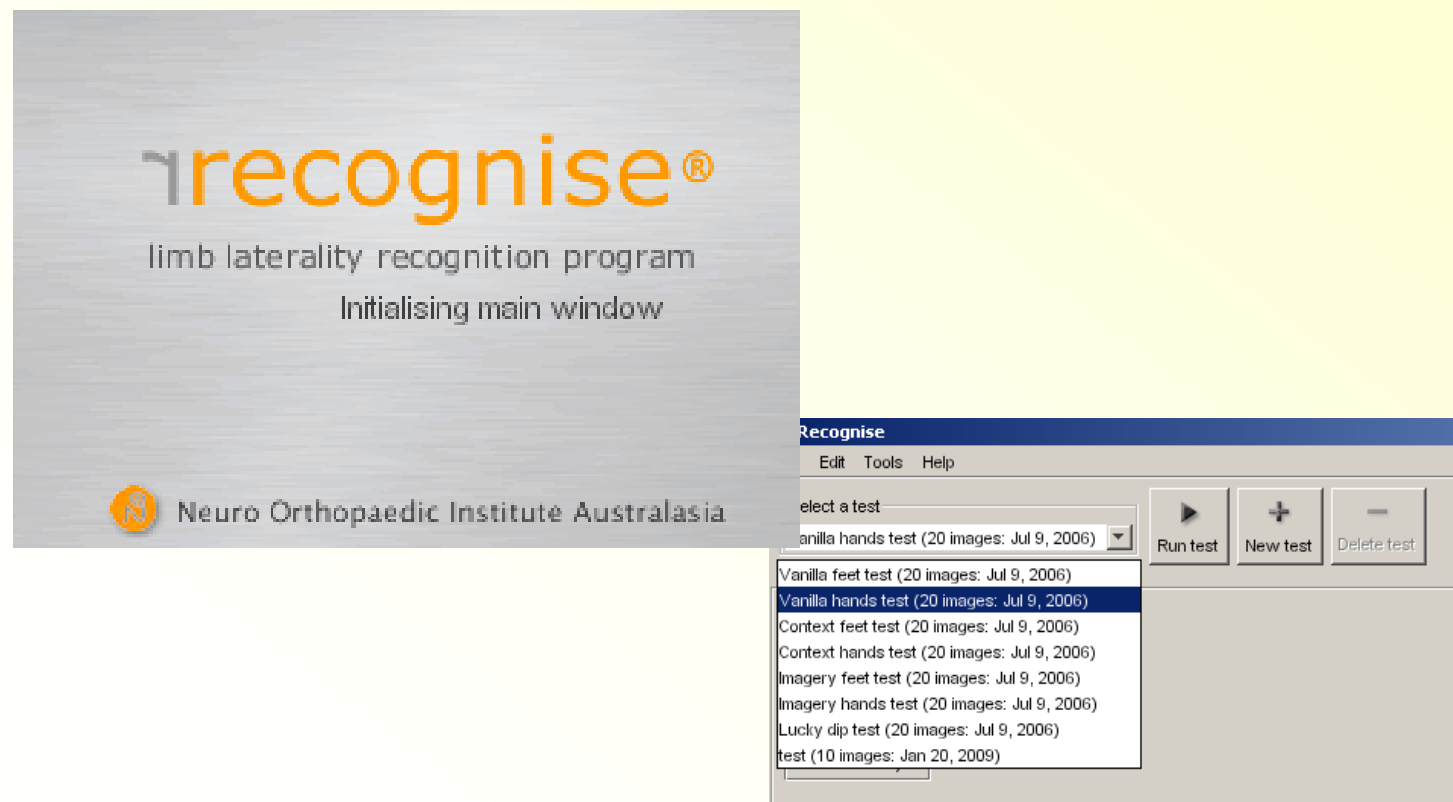 recognise®
limb laterality recognition program
Initialising main window
Neuro Orthopaedic Institute Australasia
Recognise
Edit Tools Help
elect a test
anilla hands test (20 images: Jul 9, 2006)
Run test
New test
Delete test
Vanilla feet test (20 images: Jul 9, 2006)
Vanilla hands test (20 images: Jul 9, 2006)
Context feet test (20 images: Jul 9, 2006)
Context hands test (20 images: Jul 9, 2006)
Imagery feet test (20 images: Jul 9, 2006)
Imagery hands test (20 images: Jul 9, 2006)
Lucky dip test (20 images: Jul 9, 2006)
test (10 images: Jan 20, 2009)